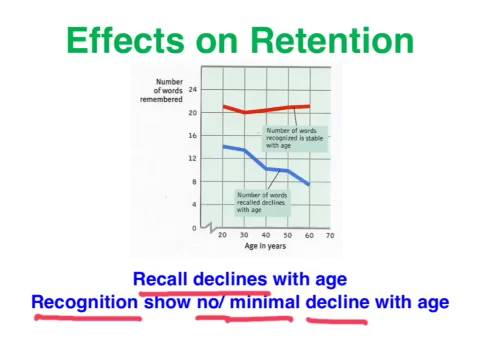 Effects on Retention
Number
of words
remembered
24
20
16
12
8
4
0
Number of words
recognized is stable
with age
Number of words
recalled declines
with age
20 30 40 50 60 70
Age in years
Recall declines with age
Recognition show no/ minimal decline with age